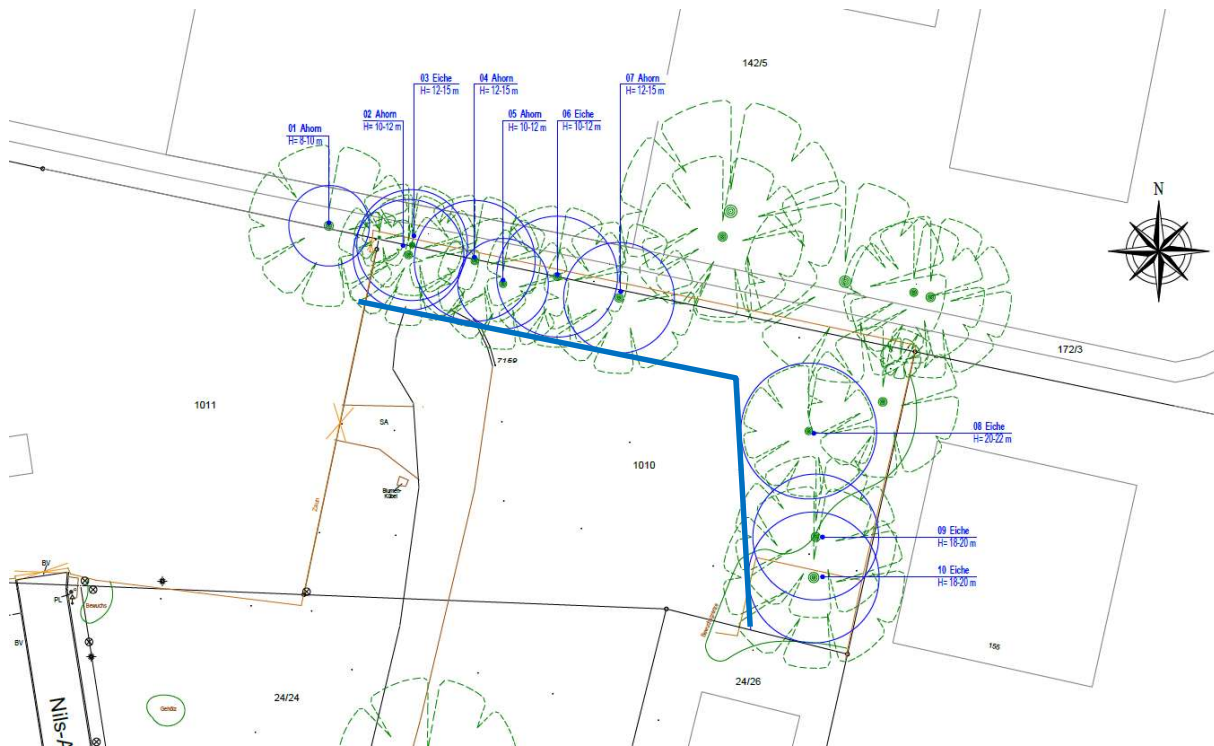 142/5
03 Eiche
H= 12-15 m
04 Ahorn
H= 12-15 m
07 Ahorn
H= 12-15 m
02 Ahorn
H= 10-12 m
05 Ahorn
H= 10-12 m
06 Eiche
H= 10-12 m
01 Ahorn
H= 8-10 m
N
172/3
7159
1011
SA
08 Eiche
H= 20-22 m
1010
Blumen-
Kübel
Zaun
09 Eiche
H= 18-20 m
10 Eiche
H= 18-20 m
BV
PL
Bewuchs
BV
24/24
24/26
Nils-A